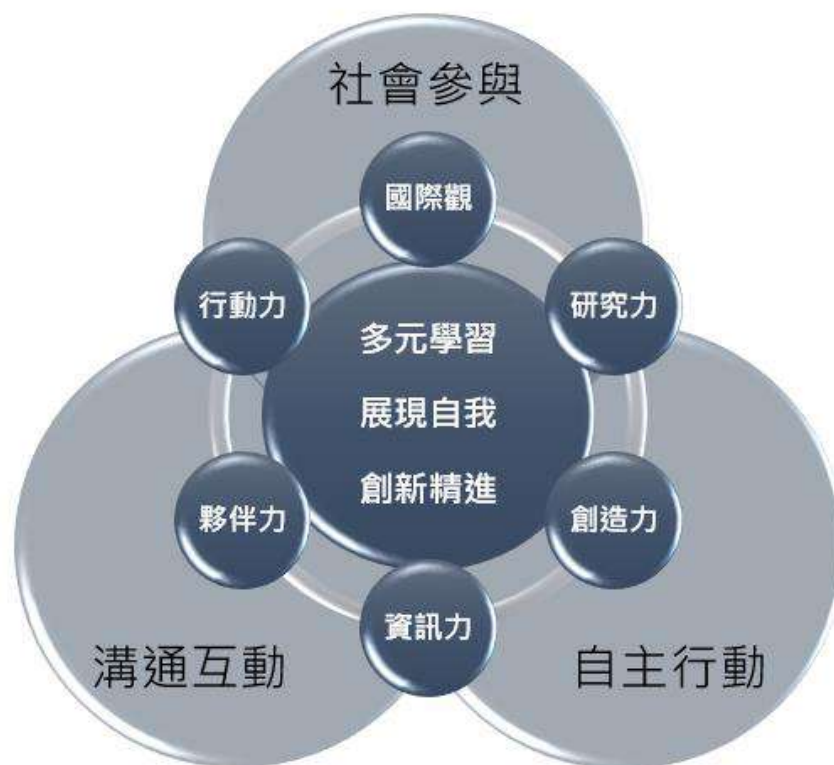 社會參與
國際觀
行動力
研究力
多元學習
展現自我
創新精進
夥伴力
創造力
資訊力
溝通互動
自主行動